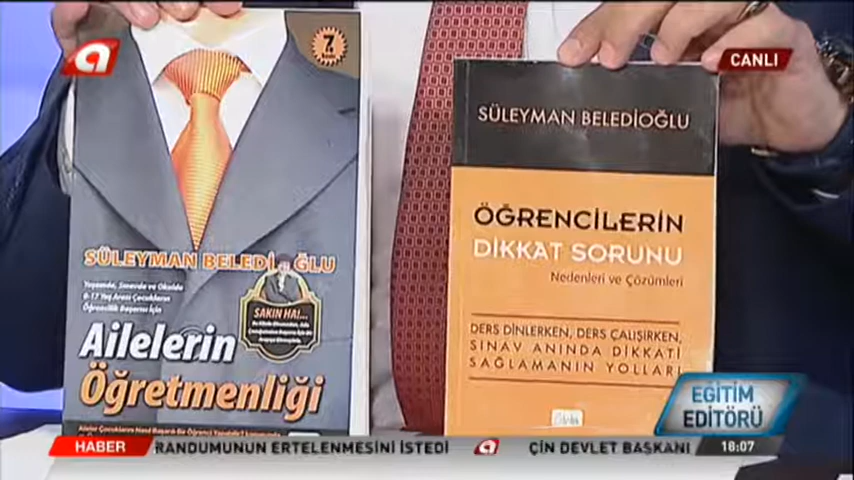 a
CANLI
7.
SÜLEYMAN BELEDİOĞLU
Yaşamda, Sınavda ve Okulda
6-17 Yaş Arası Çocukların
Öğrencilik Başarısı İçin
SAKIN HA!...
Ailelerin
Öğretmenliği
SÜLEYMAN BELEDİOĞLU
ÖĞRENCİLERİN
DİKKAT SORUNU
Nedenleri ve Çözümleri
DERS DİNLERKEN, DERS ÇALIŞIRKEN,
SINAV ANINDA DİKKATİ
SAĞLAMANIN YOLLARI
EĞİTİM
EDİTÖRÜ
HABER
RANDUMUNUN ERTELENMESİNİ İSTEDİ a ÇİN DEVLET BAŞKANI
18:07